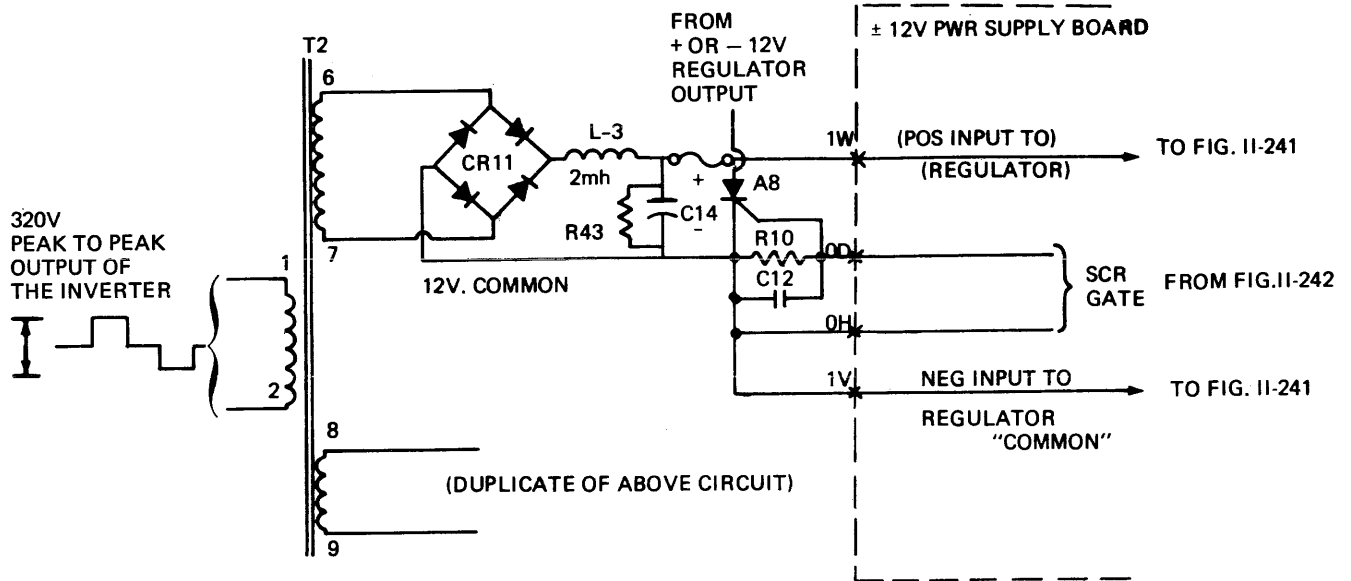 FROM
+ OR – 12V
REGULATOR
OUTPUT
± 12V PWR SUPPLY BOARD
T2
6
L-3
2mh
CR11
1W
(POS INPUT TO)
(REGULATOR)
TO FIG. II-241
+
A8
C14
-
R43
R10
0D
C12
12V. COMMON
7
320V
PEAK TO PEAK
OUTPUT OF
THE INVERTER
1
2
SCR
GATE
FROM FIG.II-242
0H
1V
NEG INPUT TO
REGULATOR
"COMMON"
TO FIG. II-241
8
(DUPLICATE OF ABOVE CIRCUIT)
9